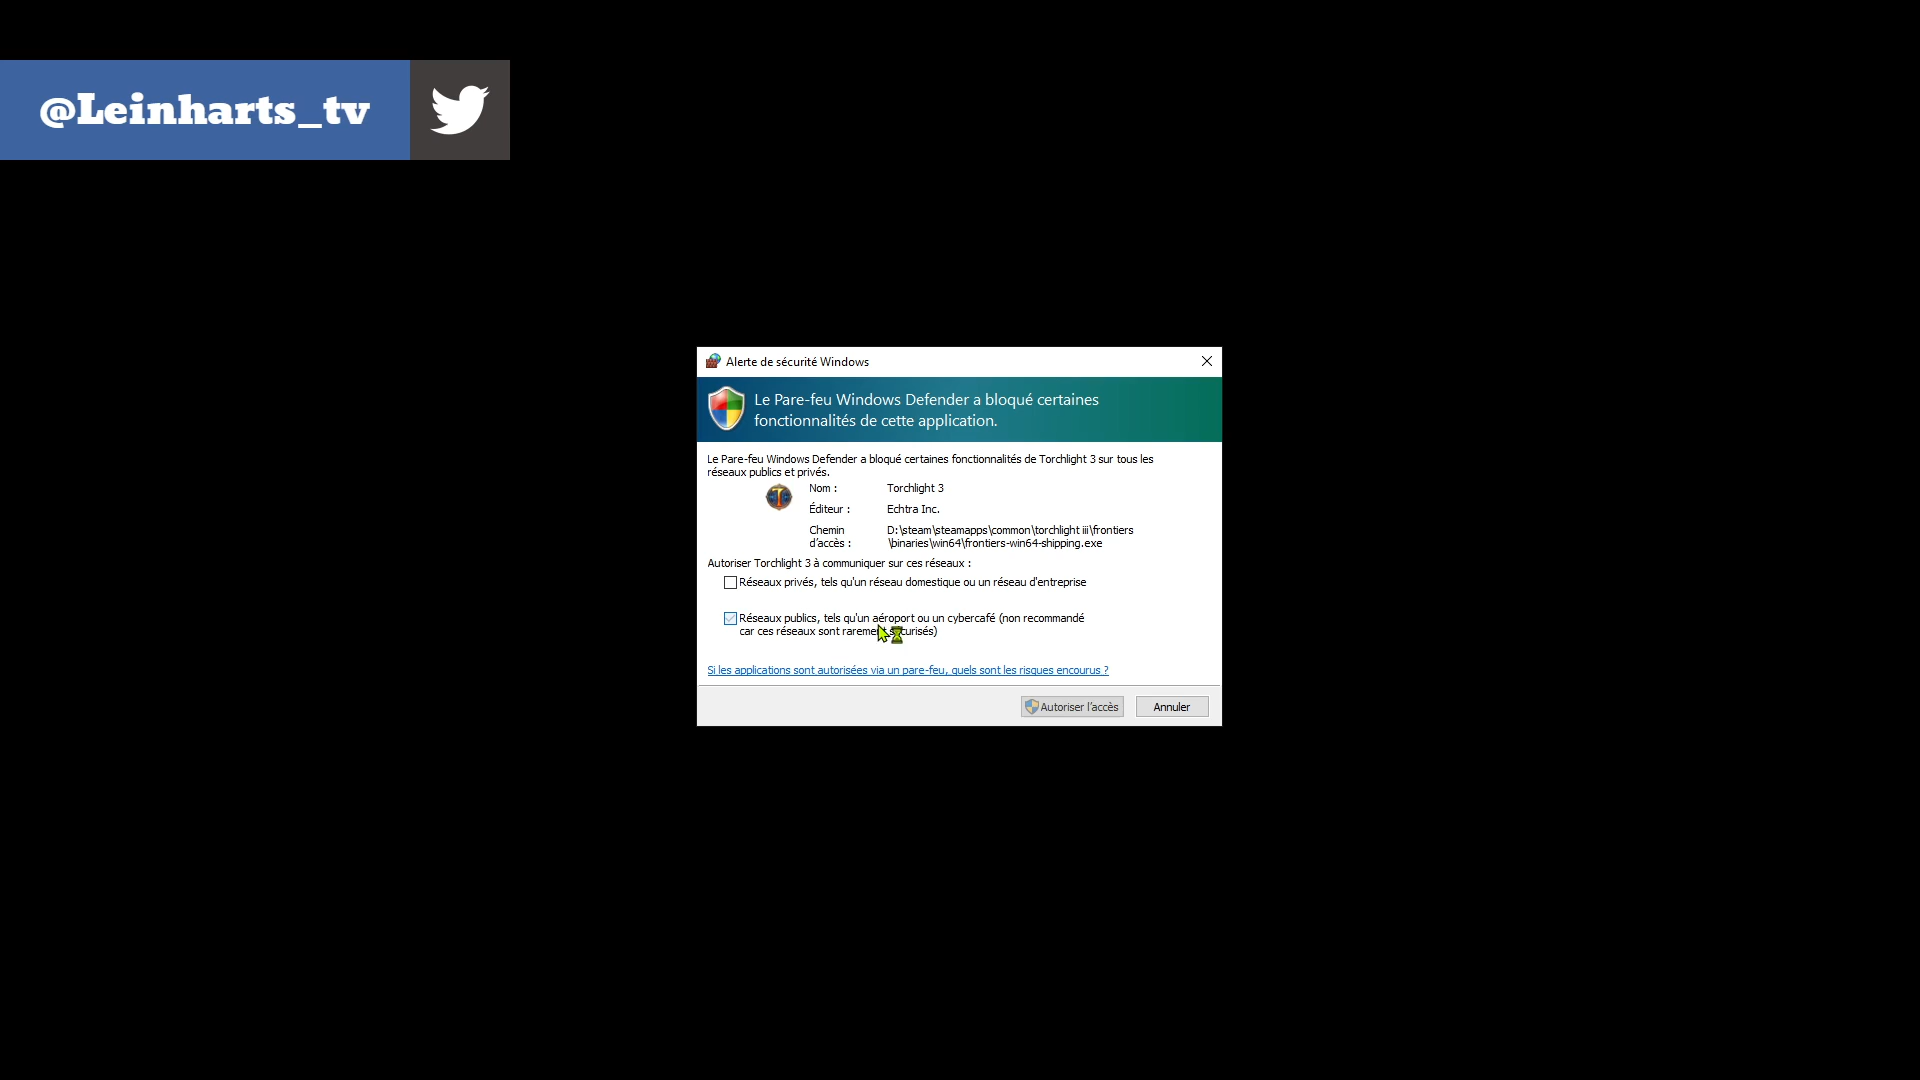 @Leinharts_tv
Alerte de sécurité Windows
Le Pare-feu Windows Defender a bloqué certaines
fonctionnalités de cette application.
Le Pare-feu Windows Defender a bloqué certaines fonctionnalités de Torchlight 3 sur tous les
réseaux publics et privés.
Nom : Torchlight 3
Éditeur : Echtra Inc.
Chemin D:\steam\steamapps\common\torchlight iii\frontiers
d'accès : \binaries\win64\frontiers-win64-shipping.exe
Autoriser Torchlight 3 à communiquer sur ces réseaux :
Réseaux privés, tels qu'un réseau domestique ou un réseau d'entreprise
Réseaux publics, tels qu'un aéroport ou un cybercafé (non recommandé
car ces réseaux sont rarement sécurisés)
Si les applications sont autorisées via un pare-feu, quels sont les risques encourus ?
Autoriser l'accès Annuler